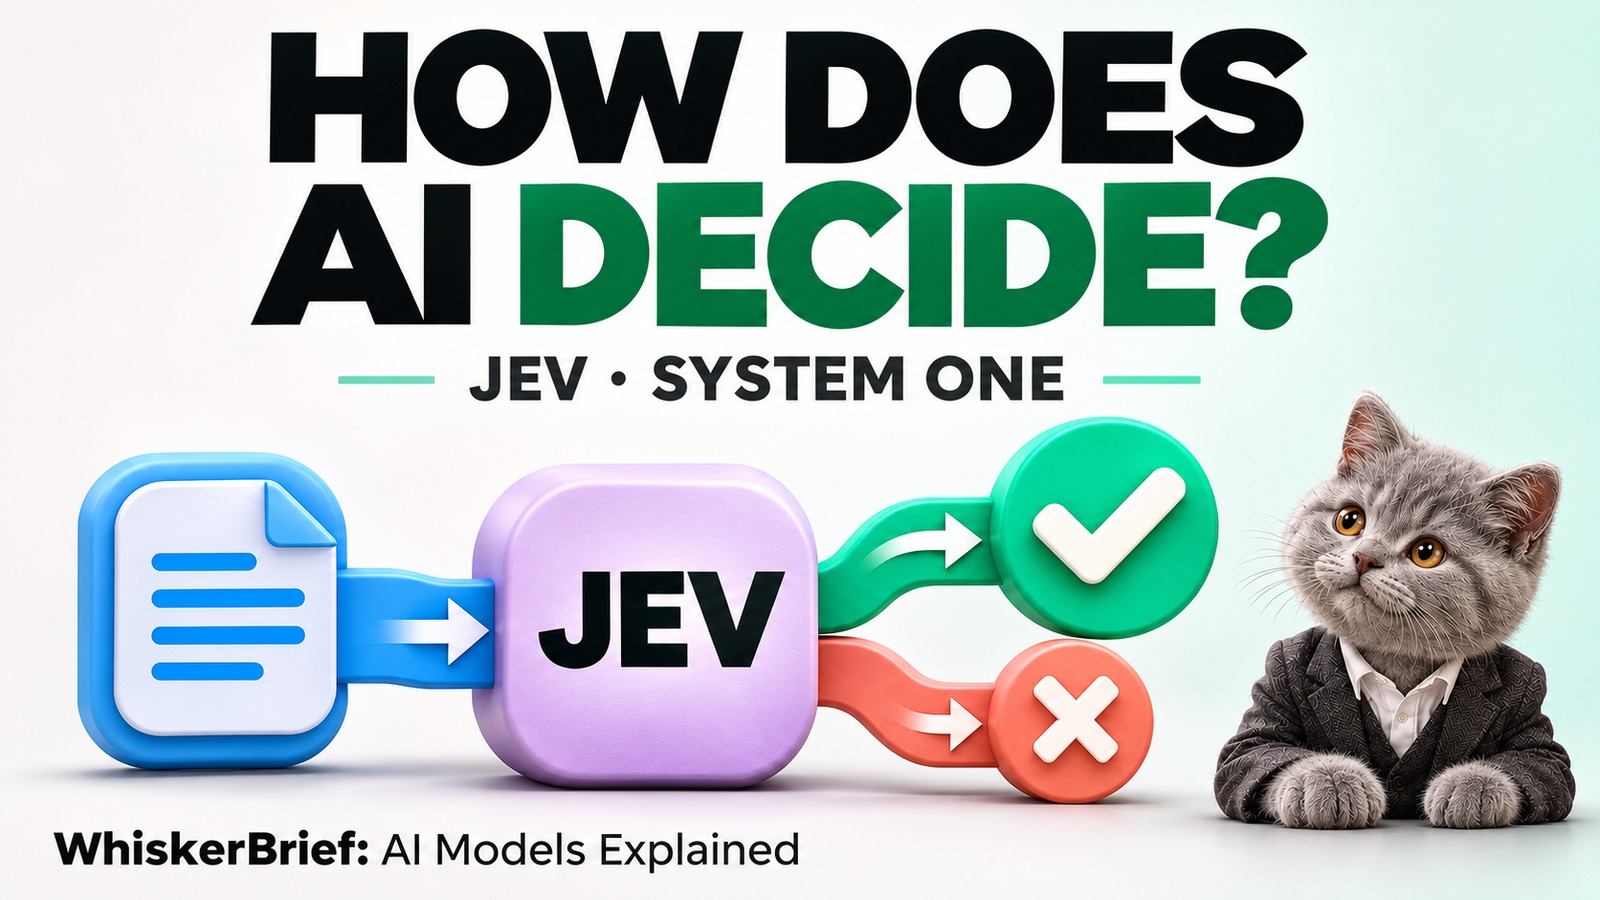 HOW DOES
AI DECIDE?
JEV · SYSTEM ONE
JEV
WhiskerBrief: AI Models Explained